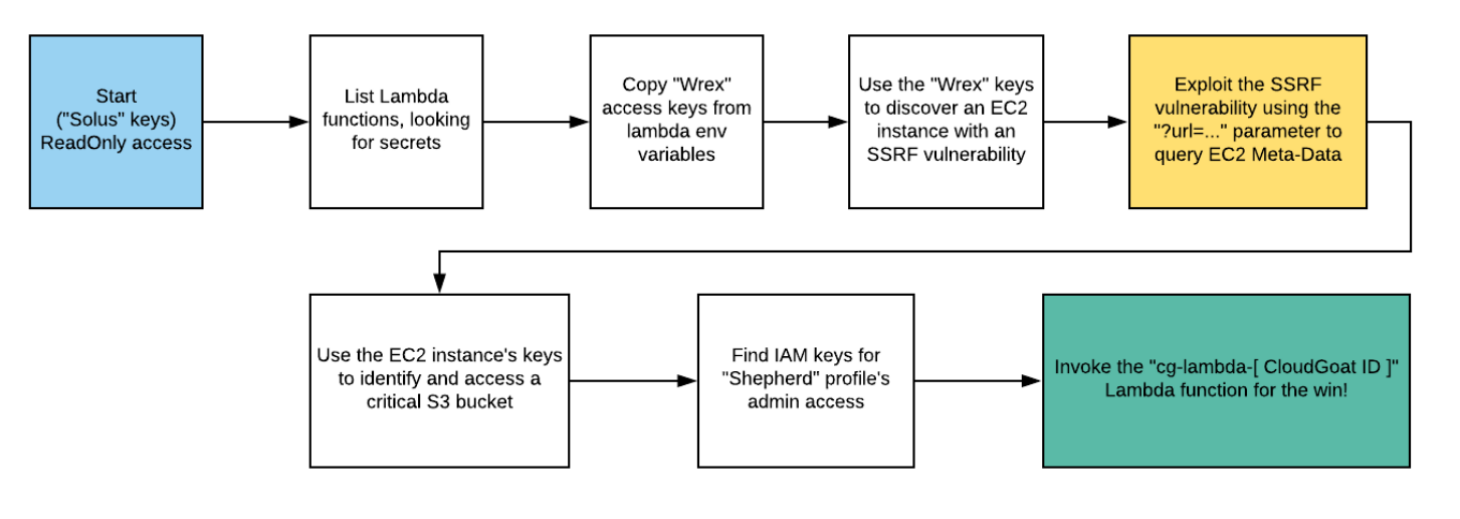 Start
("Solus" keys)
ReadOnly access
List Lambda
functions, looking
for secrets
Copy "Wrex"
access keys from
lambda env
variables
Use the "Wrex" keys
to discover an EC2
instance with an
SSRF vulnerability
Exploit the SSRF
vulnerability using the
"?url=..." parameter to
query EC2 Meta-Data
Use the EC2 instance's keys
to identify and access a
critical S3 bucket
Find IAM keys for
"Shepherd" profile's
admin access
Invoke the "cg-lambda-[ CloudGoat ID ]"
Lambda function for the win!